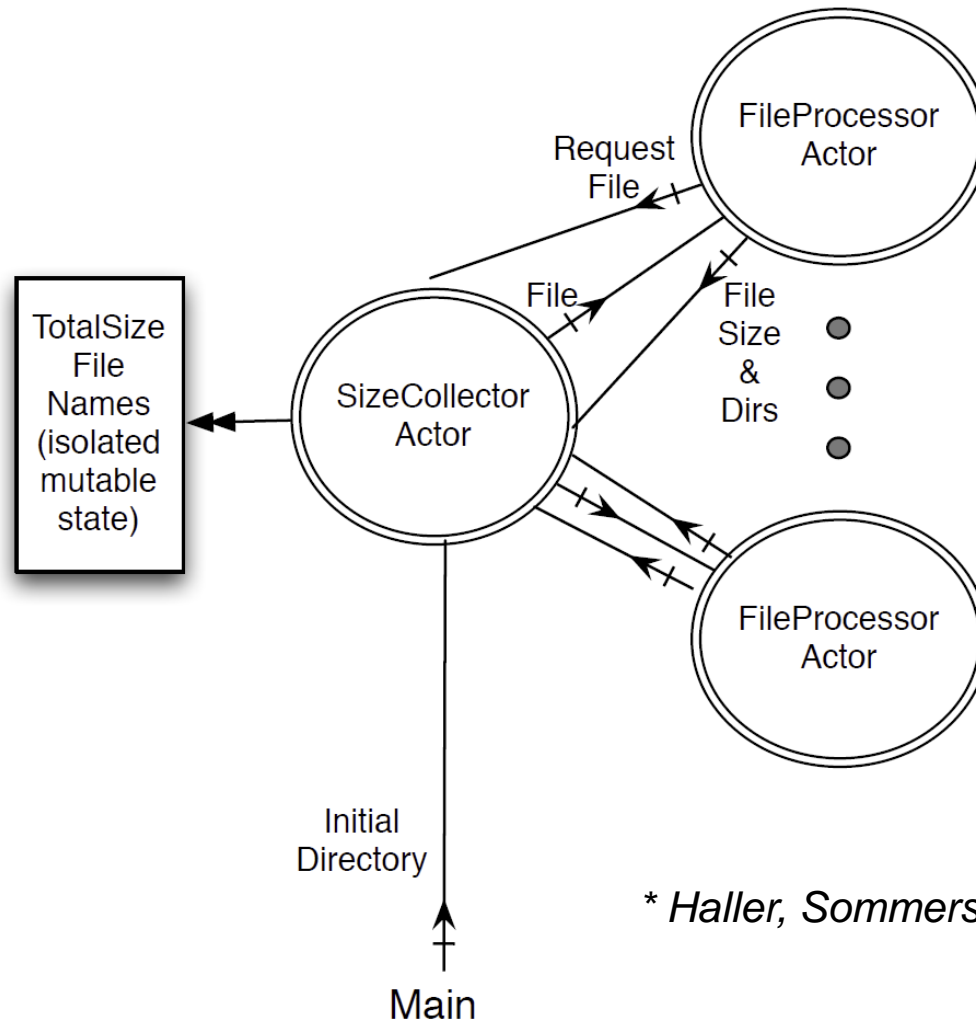 FileProcessor
Actor
Request
File
File
File
Size
&
Dirs
TotalSize
File
Names
(isolated
mutable
state)
SizeCollector
Actor
FileProcessor
Actor
Initial
Directory
* Haller, Sommers
Main